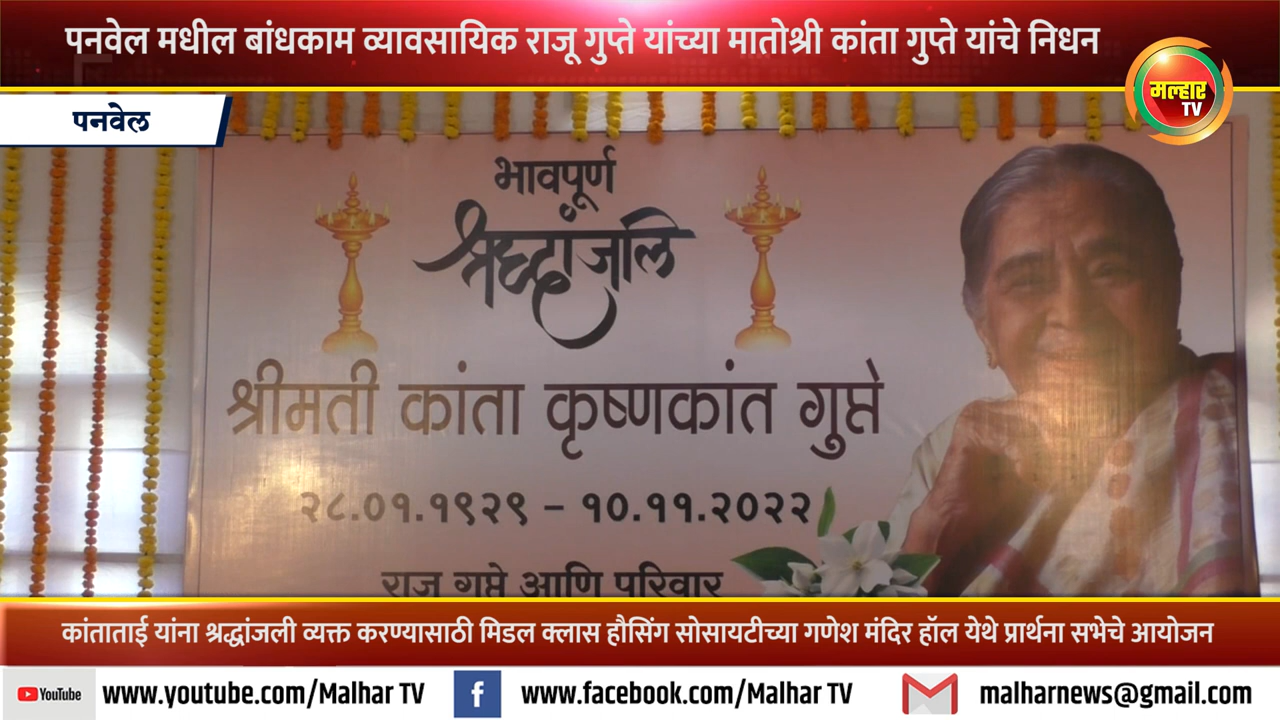 पनवेल मधील बांधकाम व्यावसायिक राजू गुप्ते यांच्या मातोश्री कांता गुप्ते यांचे निधन
मल्हार
TV
पनवेल
भावपूर्ण
श्रद्धांजलि
श्रीमती कांता कृष्णकांत गुप्ते
२८.०१.१९२९ – १०.११.२०२२
राजू गुप्ते आणि परिवार
कांताताई यांना श्रद्धांजली व्यक्त करण्यासाठी मिडल क्लास हौसिंग सोसायटीच्या गणेश मंदिर हॉल येथे प्रार्थना सभेचे आयोजन
YouTube www.youtube.com/Malhar TV www.facebook.com/Malhar TV malharnews@gmail.com